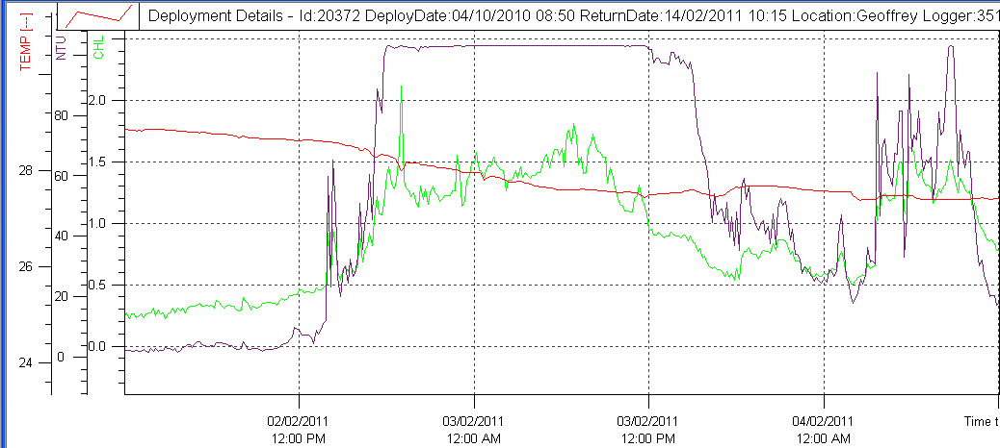 Deployment Details - Id:20372 DeployDate:04/10/2010 08:50 ReturnDate:14/02/2011 10:15 Location:Geoffrey Logger:351
TEMP [--]
NTU
CHL
28
26
24
80
60
40
20
0
2.0
1.5
1.0
0.5
0.0
02/02/2011
12:00 PM
03/02/2011
12:00 AM
03/02/2011
12:00 PM
04/02/2011
12:00 AM
Time t